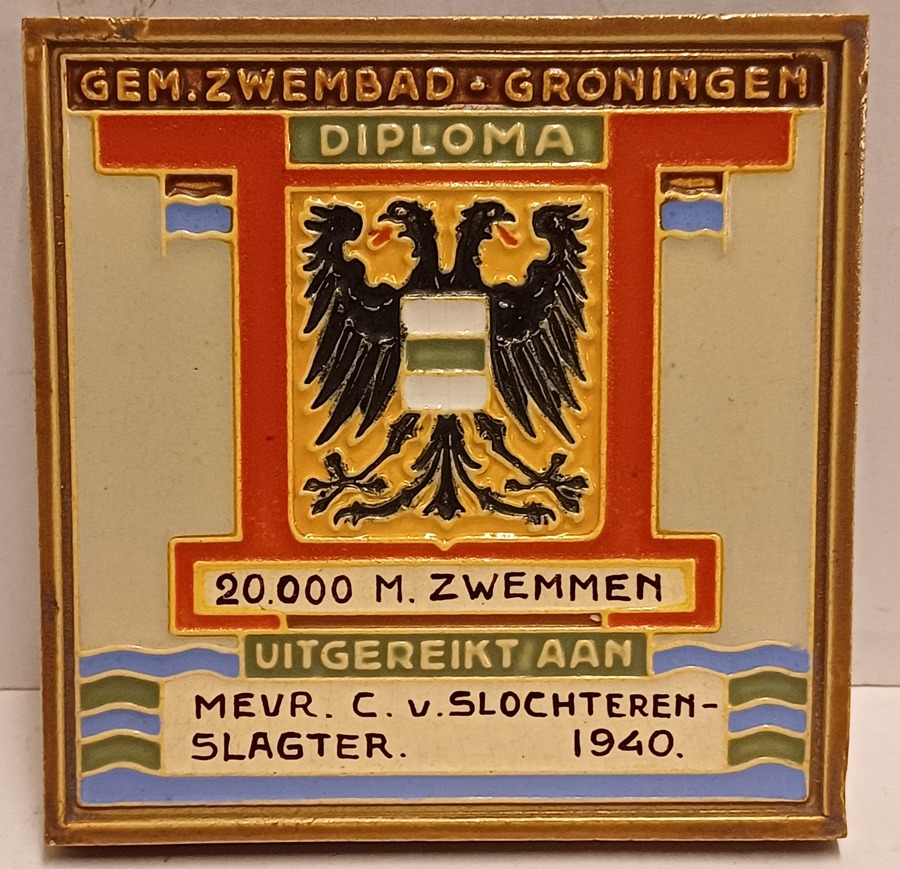 GEM. ZWEMBAD - GRONINGEN
DIPLOMA
20.000 M. ZWEMMEN
UITGEREIKT AAN
MEVR. C. v. SLOCHTEREN-
SLAGTER. 1940.